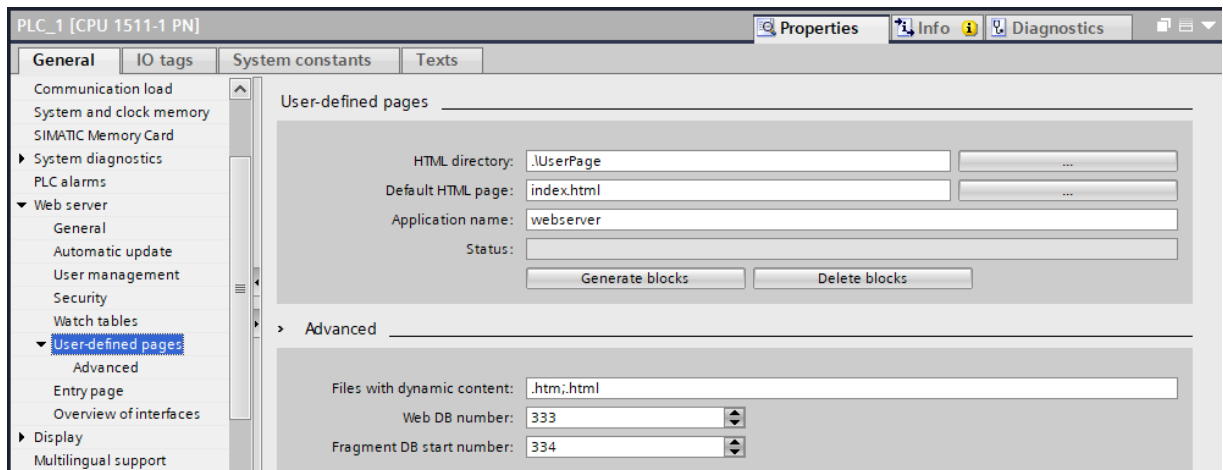 PLC_1 [CPU 1511-1 PN]
Properties
Info
Diagnostics
General
IO tags
System constants
Texts
Communication load
System and clock memory
SIMATIC Memory Card
System diagnostics
PLC alarms
Web server
General
Automatic update
User management
Security
Watch tables
User-defined pages
Advanced
Entry page
Overview of interfaces
Display
Multilingual support
User-defined pages
HTML directory: .\UserPage ...
Default HTML page: index.html ...
Application name: webserver
Status:
Generate blocks Delete blocks
Advanced
Files with dynamic content: .htm;.html
Web DB number: 333
Fragment DB start number: 334